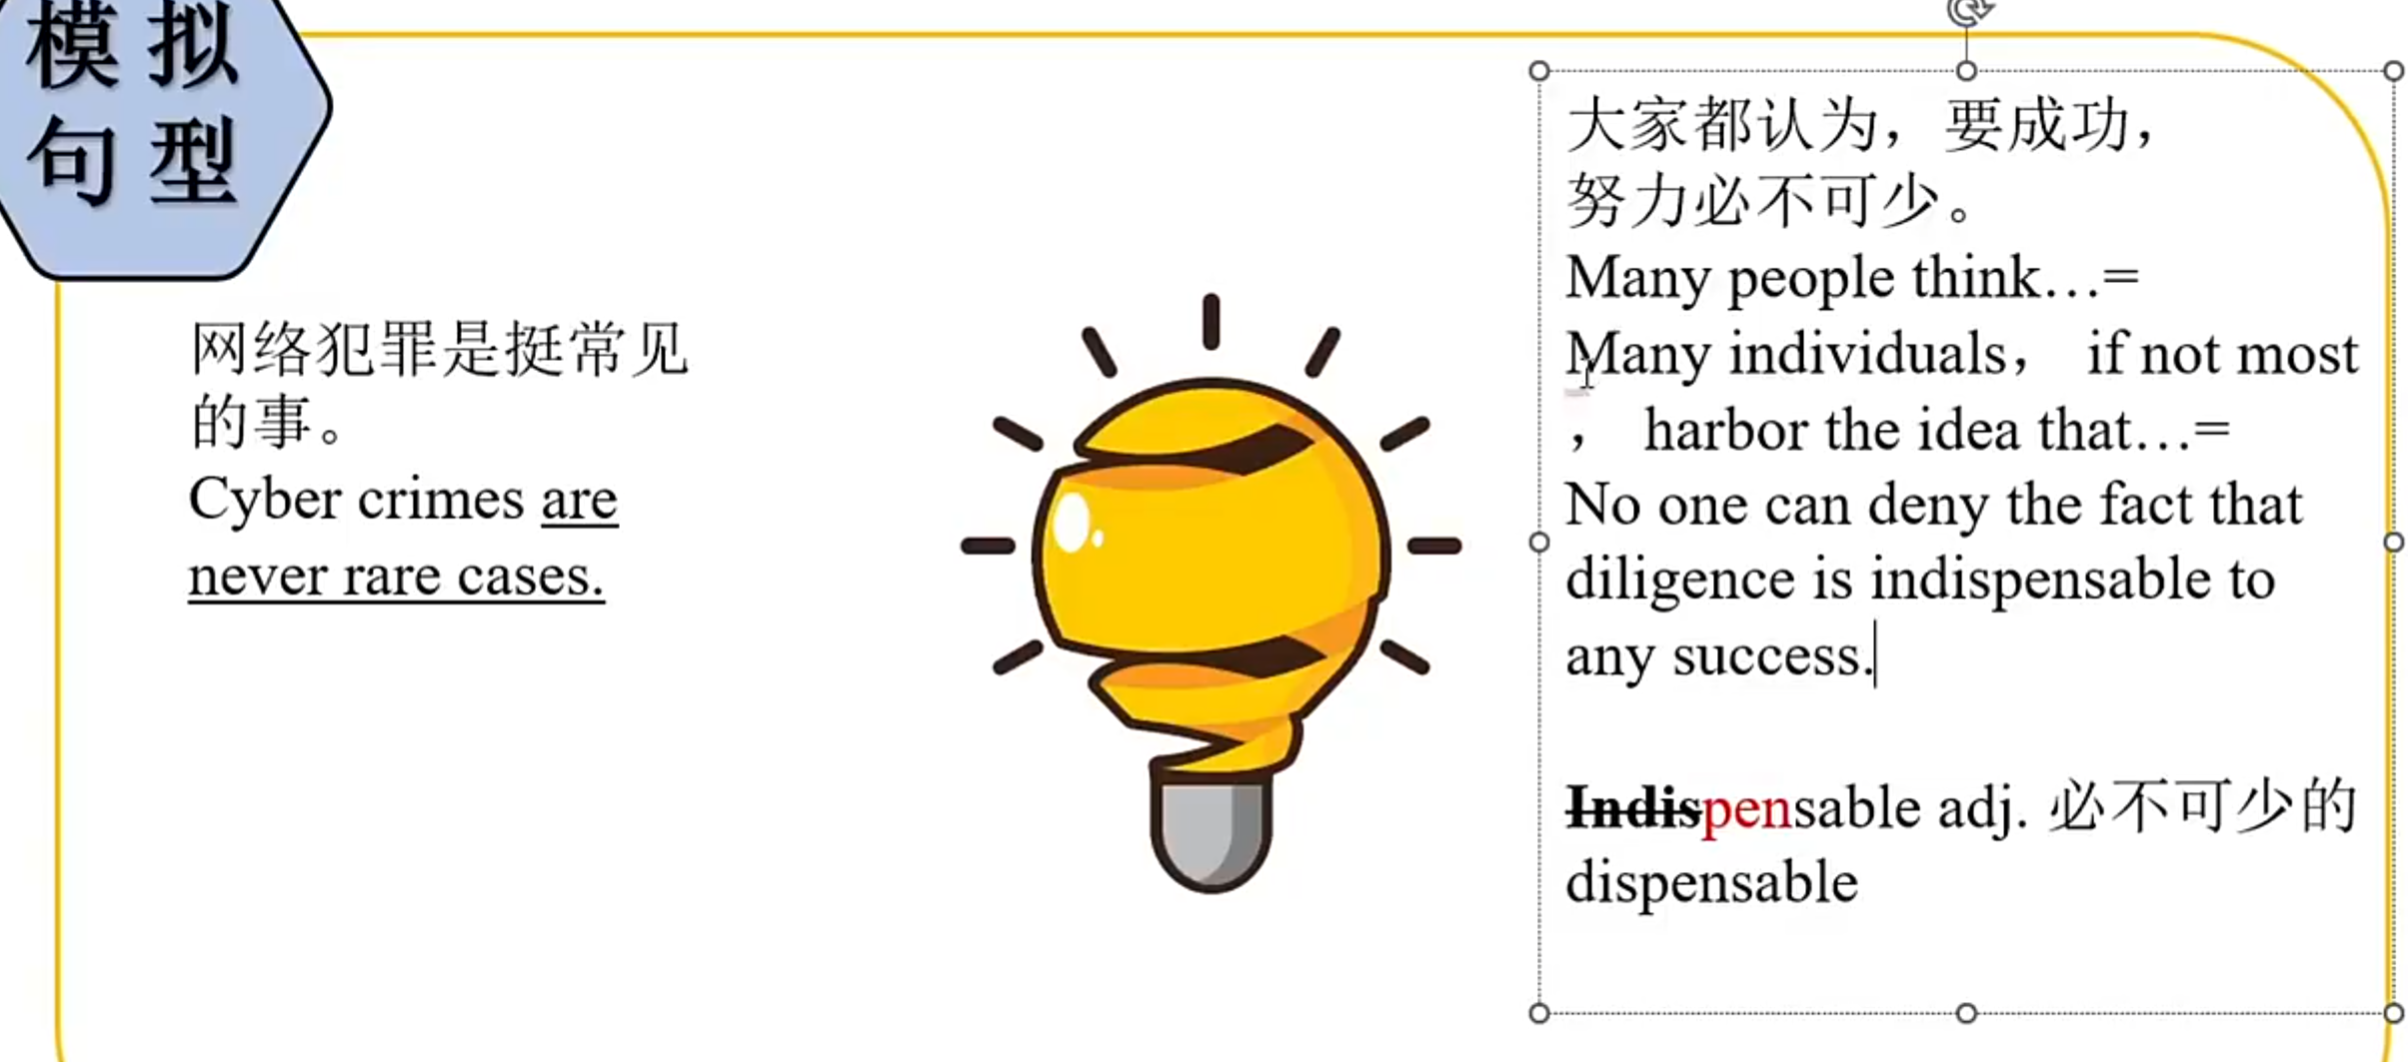 模拟
句型
网络犯罪是挺常见
的事。
Cyber crimes are
never rare cases.
大家都认为，要成功，
努力必不可少。
Many people think…=
Many individuals， if not most
， harbor the idea that…=
No one can deny the fact that
diligence is indispensable to
any success.
Indispensable adj. 必不可少的
dispensable